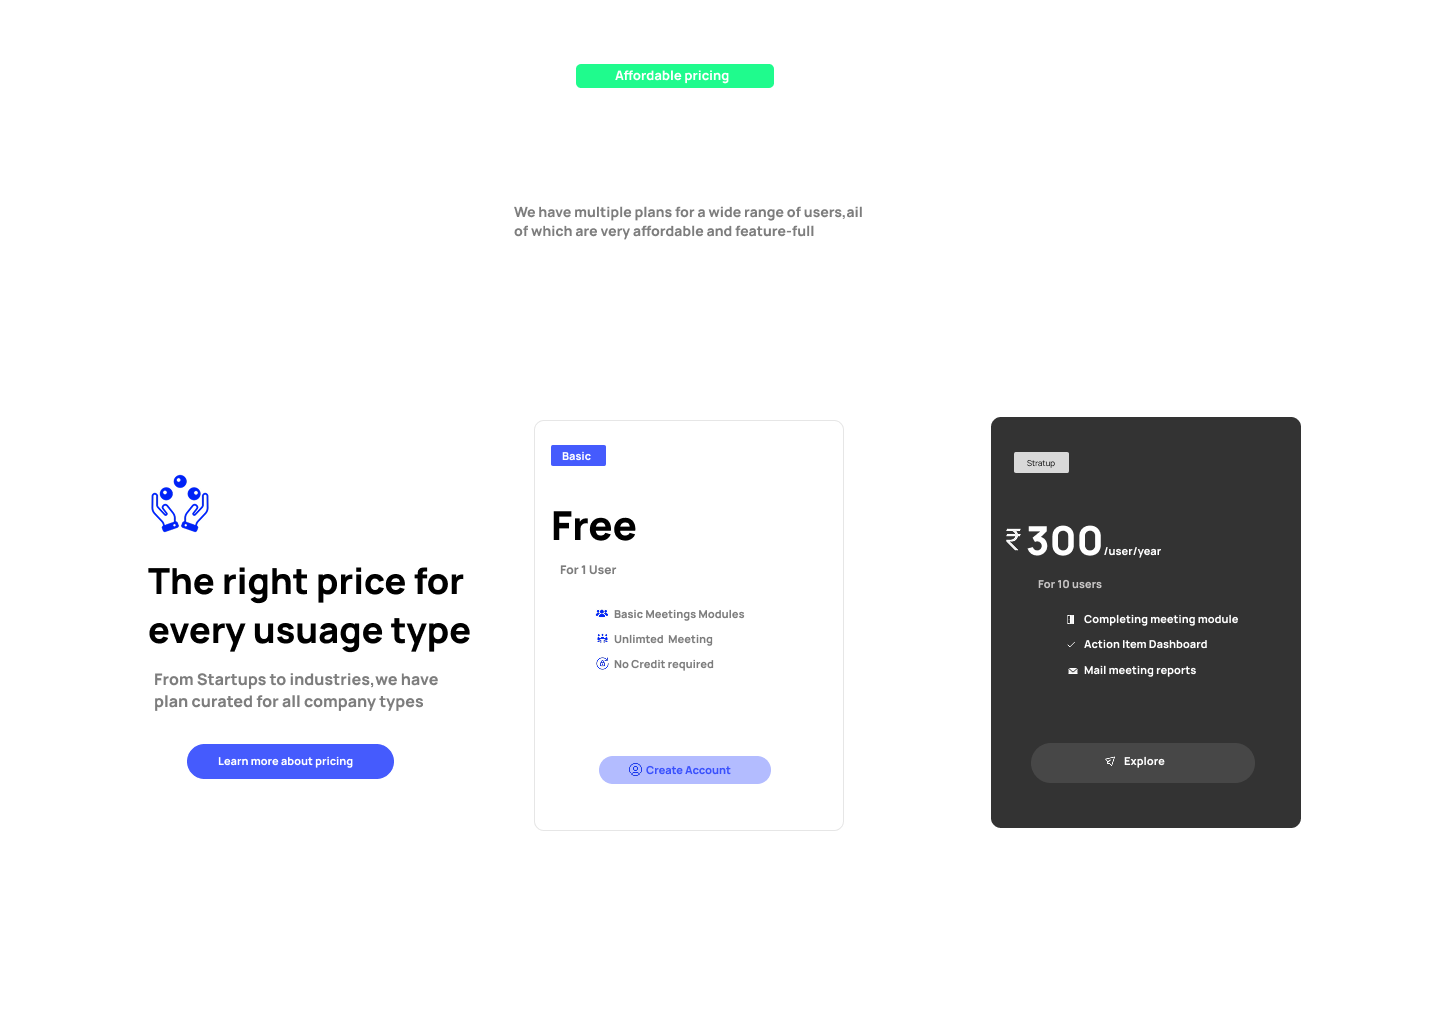 Affordable pricing
We have multiple plans for a wide range of users,ail
of which are very affordable and feature-full
The right price for
every usuage type
From Startups to industries,we have
plan curated for all company types
Learn more about pricing
Basic
Free
For 1 User
Basic Meetings Modules
Unlimted Meeting
No Credit required
Create Account
Stratup
₹300/user/year
For 10 users
Completing meeting module
Action Item Dashboard
Mail meeting reports
Explore